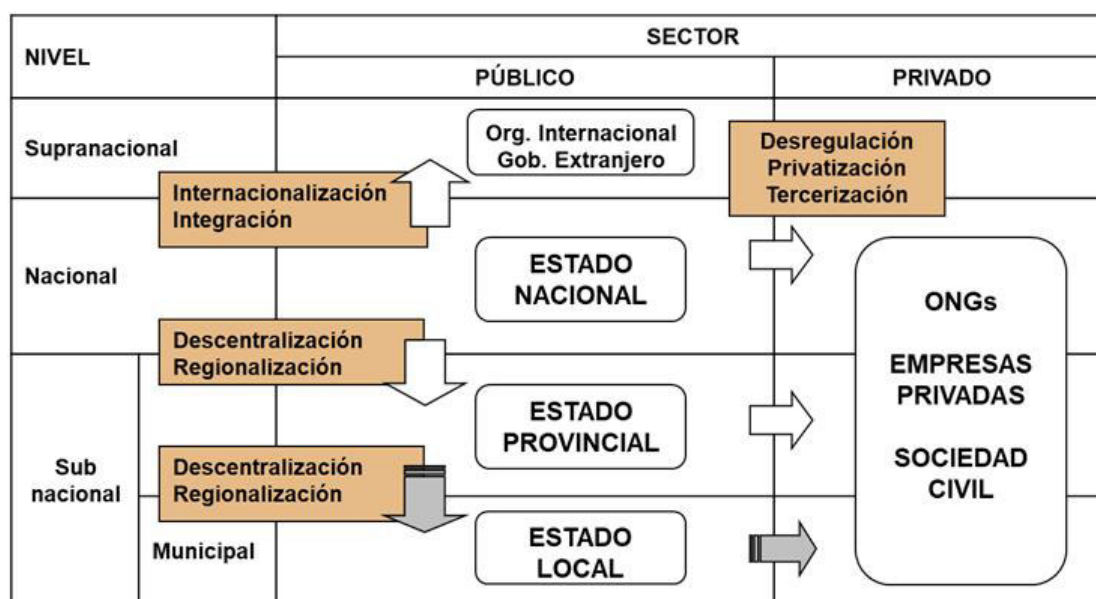 NIVEL
SECTOR
PÚBLICO
PRIVADO
Supranacional
Org. Internacional
Gob. Extranjero
Desregulación
Privatización
Tercerización
Internacionalización
Integración
Nacional
ESTADO
NACIONAL
ONGs
EMPRESAS
PRIVADAS
SOCIEDAD
CIVIL
Descentralización
Regionalización
ESTADO
PROVINCIAL
Sub
nacional
Descentralización
Regionalización
Municipal
ESTADO
LOCAL